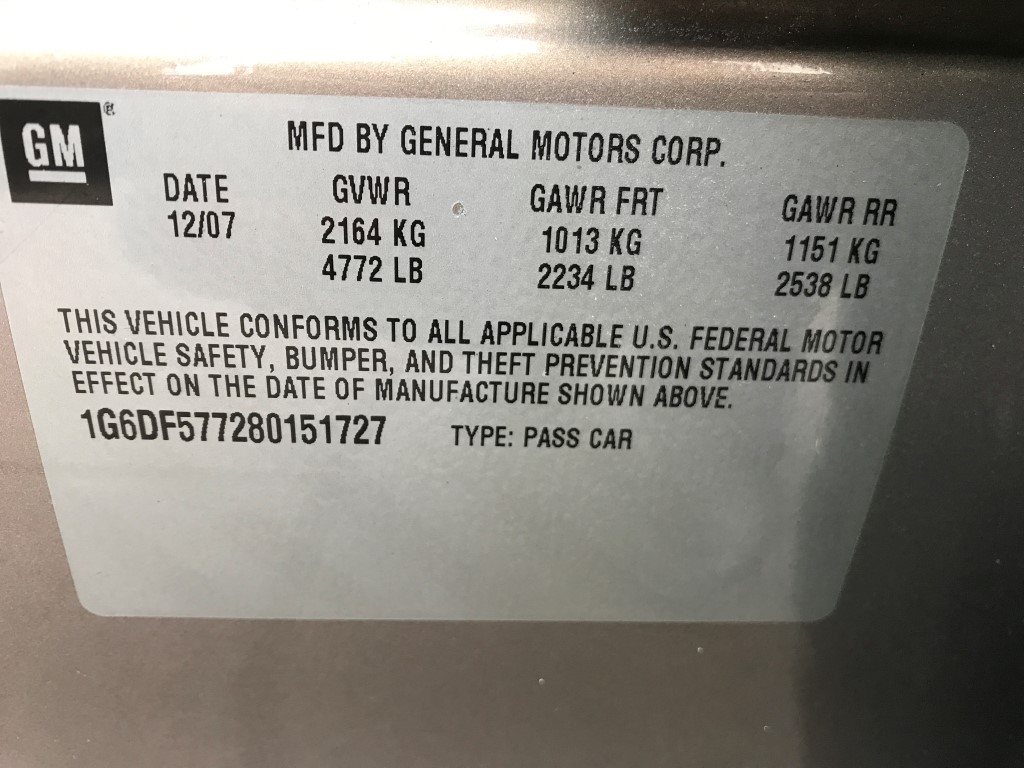 GM ®
MFD BY GENERAL MOTORS CORP.
DATE GVWR GAWR FRT GAWR RR
12/07 2164 KG 1013 KG 1151 KG
4772 LB 2234 LB 2538 LB
THIS VEHICLE CONFORMS TO ALL APPLICABLE U.S. FEDERAL MOTOR
VEHICLE SAFETY, BUMPER, AND THEFT PREVENTION STANDARDS IN
EFFECT ON THE DATE OF MANUFACTURE SHOWN ABOVE.
1G6DF577280151727 TYPE: PASS CAR